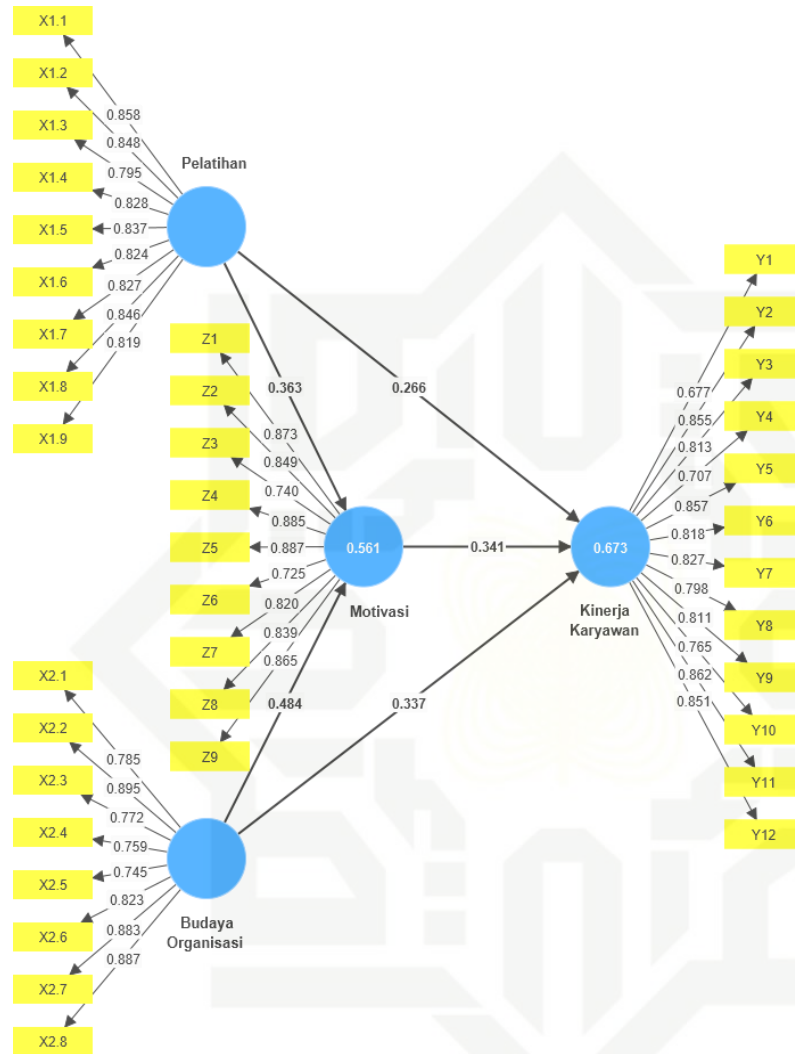 X1.1
X1.2
X1.3
X1.4
X1.5
X1.6
X1.7
X1.8
X1.9
0.858
0.848
0.795
0.828
0.837
0.824
0.827
0.846
0.819
Pelatihan
0.363
0.266
Z1
Z2
Z3
Z4
Z5
Z6
Z7
Z8
Z9
0.873
0.849
0.740
0.885
0.887
0.725
0.820
0.839
0.865
0.561
Motivasi
0.341
0.484
0.337
0.673
Kinerja
Karyawan
0.677
0.855
0.813
0.707
0.857
0.818
0.827
0.798
0.811
0.765
0.862
0.851
Y1
Y2
Y3
Y4
Y5
Y6
Y7
Y8
Y9
Y10
Y11
Y12
X2.1
X2.2
X2.3
X2.4
X2.5
X2.6
X2.7
X2.8
0.785
0.895
0.772
0.759
0.745
0.823
0.883
0.887
Budaya
Organisasi